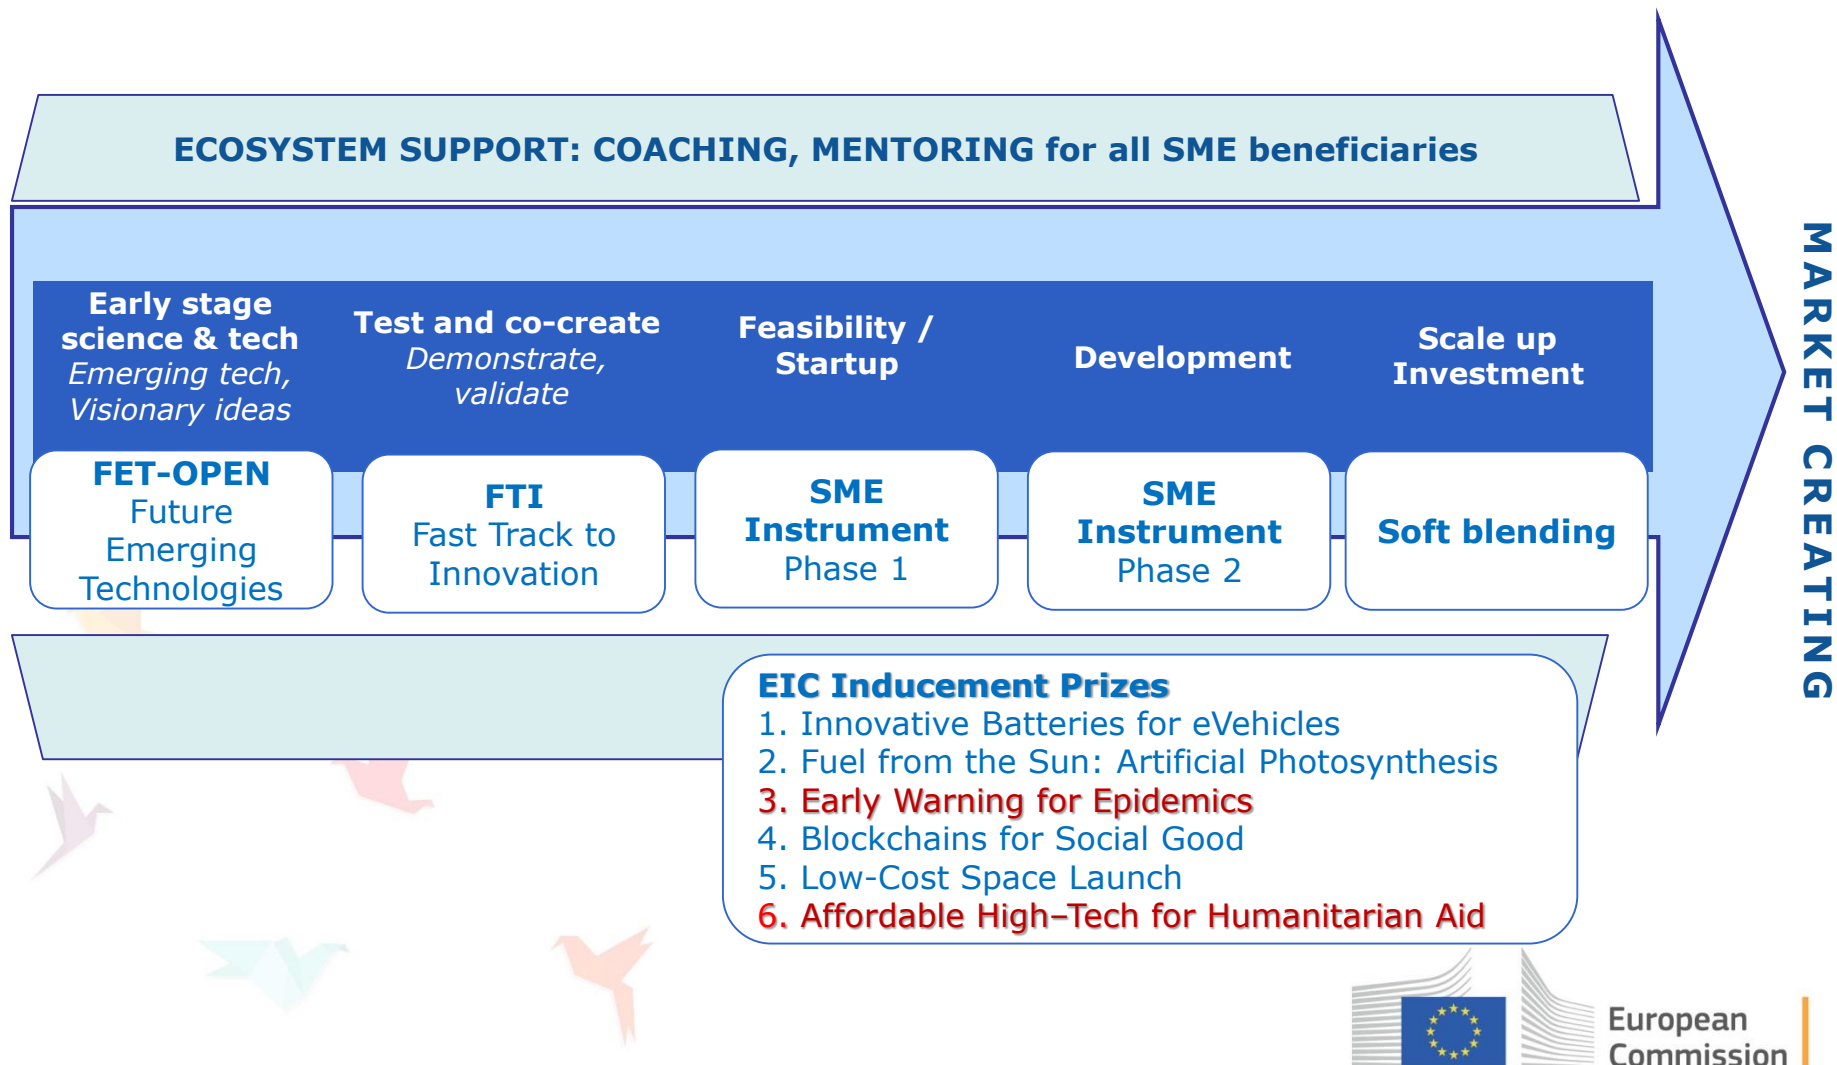 ECOSYSTEM SUPPORT: COACHING, MENTORING for all SME beneficiaries
Early stage
science & tech
Emerging tech,
Visionary ideas
Test and co-create
Demonstrate,
validate
Feasibility /
Startup
Development
Scale up
Investment
FET-OPEN
Future
Emerging
Technologies
FTI
Fast Track to
Innovation
SME
Instrument
Phase 1
SME
Instrument
Phase 2
Soft blending
MARKET CREATING
EIC Inducement Prizes
1. Innovative Batteries for eVehicles
2. Fuel from the Sun: Artificial Photosynthesis
3. Early Warning for Epidemics
4. Blockchains for Social Good
5. Low-Cost Space Launch
6. Affordable High–Tech for Humanitarian Aid
European
Commission